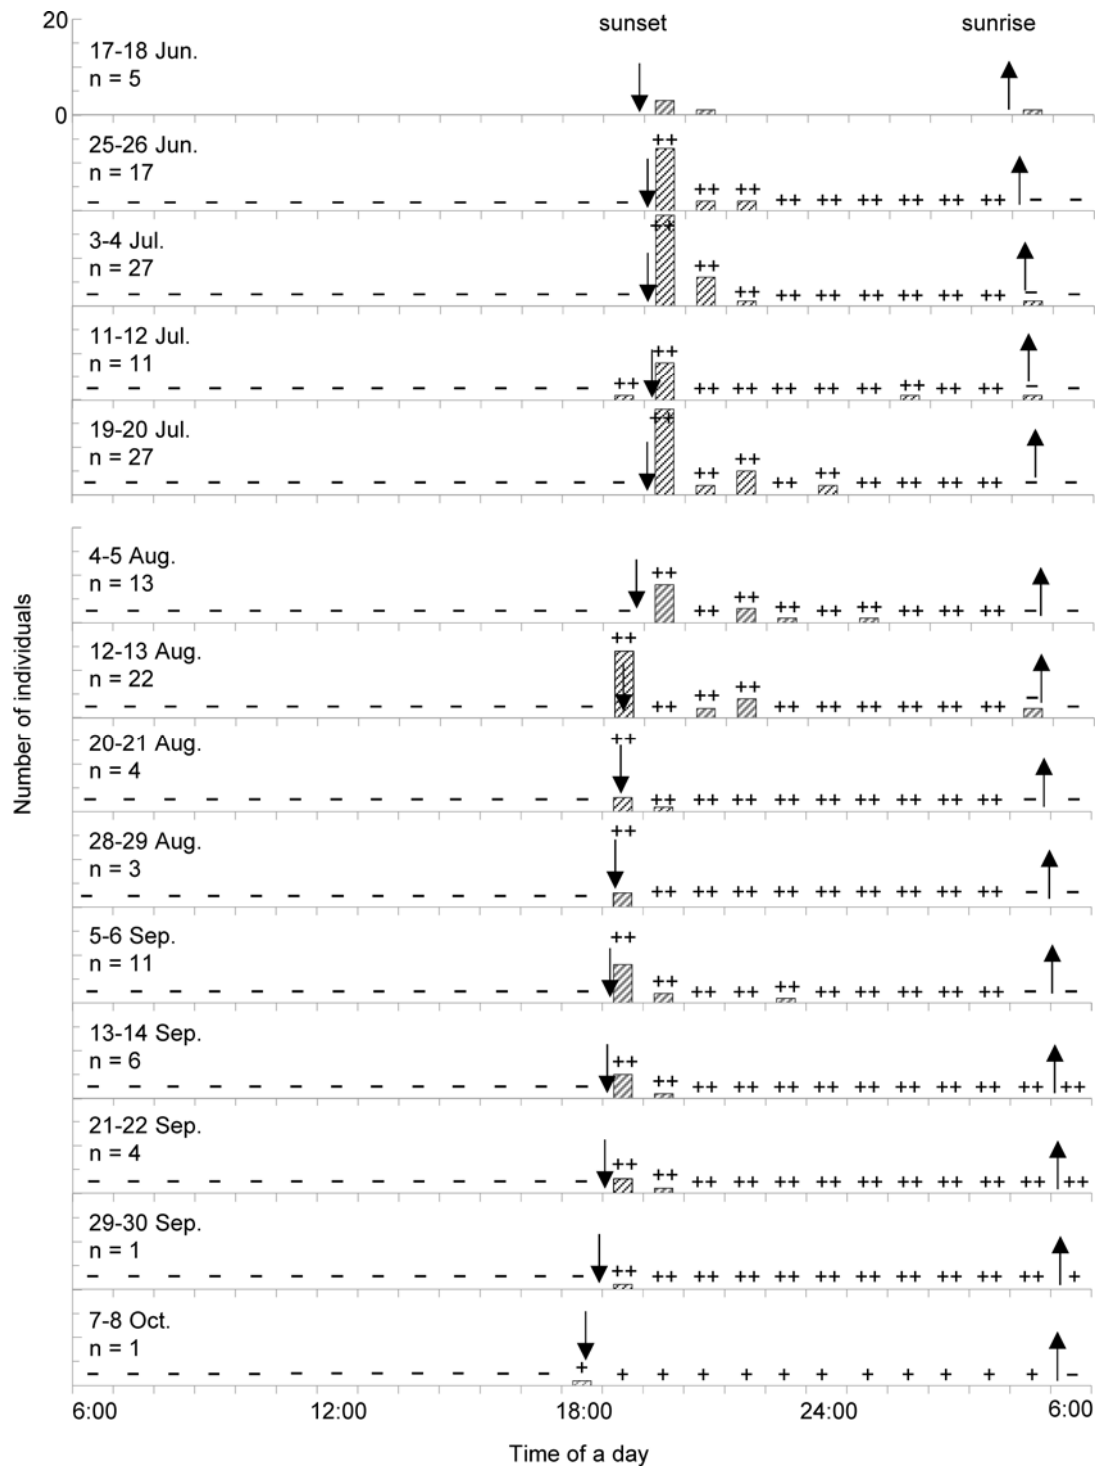 20
sunset
sunrise
17-18 Jun.
n = 5
0
25-26 Jun.
++
n = 17
++ ++
– – – – – – – – – – – – – – ++ ++ ++ ++ ++ ++ – –
3-4 Jul.
++
n = 27
++
– – – – – – – – – – – – – – ++ ++ ++ ++ ++ ++ ++ – –
11-12 Jul.
++
n = 11
++ ++
– – – – – – – – – – – – – ++ ++ ++ ++ ++ ++ ++ – –
19-20 Jul.
++
n = 27
++ ++ ++
– – – – – – – – – – – – – – ++ ++ ++ ++ ++ – –
4-5 Aug.
++
n = 13
++ ++ ++
– – – – – – – – – – – – – – ++ ++ ++ ++ ++ – –
12-13 Aug.
++
n = 22
++ ++ –
– – – – – – – – – – – – – ++ ++ ++ ++ ++ ++ ++ –
20-21 Aug.
++
n = 4
– – – – – – – – – – – – – ++ ++ ++ ++ ++ ++ ++ ++ ++ – –
28-29 Aug.
++
n = 3
– – – – – – – – – – – – – ++ ++ ++ ++ ++ ++ ++ ++ ++ – –
5-6 Sep.
++
n = 11
++ ++
– – – – – – – – – – – – – ++ ++ ++ ++ ++ ++ ++ – –
13-14 Sep.
n = 6
++
++
– – – – – – – – – – – – – ++ ++ ++ ++ ++ ++ ++ ++ ++ ++
21-22 Sep.
n = 4
++
++
– – – – – – – – – – – – – ++ ++ ++ ++ ++ ++ ++ ++ ++ ++
29-30 Sep.
n = 1
++
– – – – – – – – – – – – – ++ ++ ++ ++ ++ ++ ++ ++ ++ ++ +
7-8 Oct.
n = 1
+
– – – – – – – – – – – – + + + + + + + + + + + –
Number of individuals
6:00
12:00
18:00
24:00
6:00
Time of a day